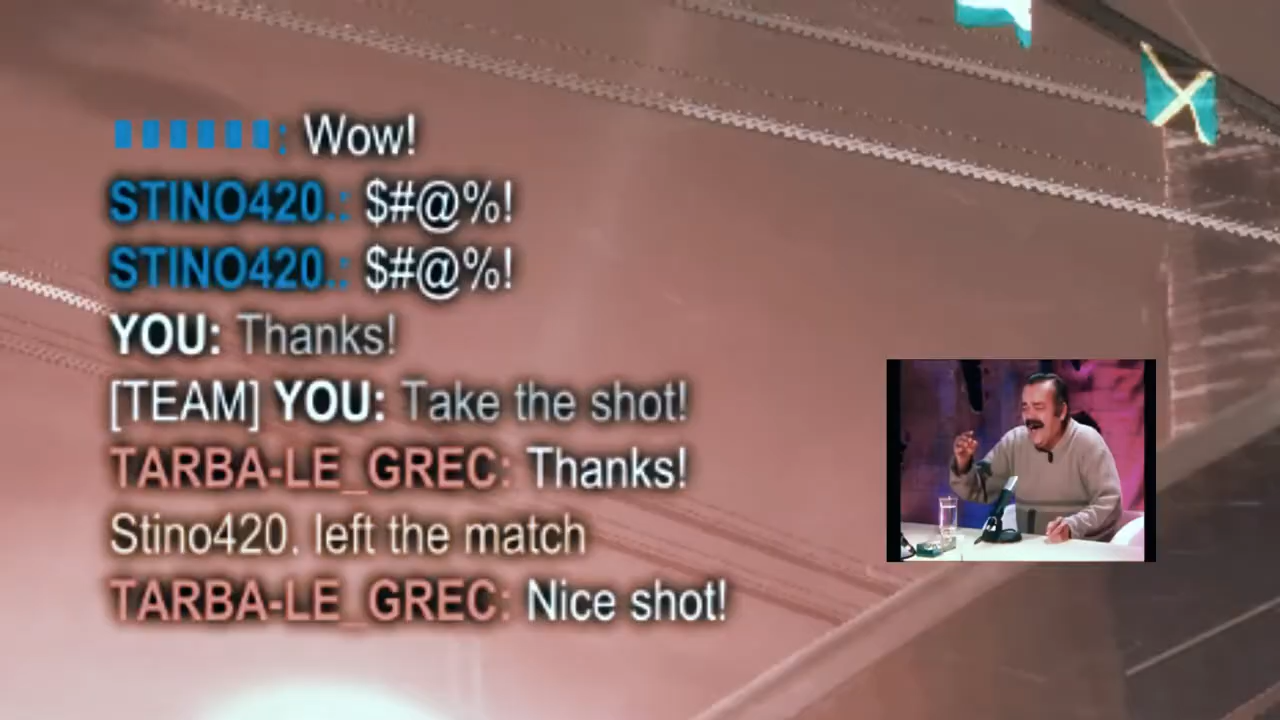 ▮▮▮▮▮▮: Wow!
STINO420.: $#@%!
STINO420.: $#@%!
YOU: Thanks!
[TEAM] YOU: Take the shot!
TARBA-LE_GREC: Thanks!
Stino420. left the match
TARBA-LE_GREC: Nice shot!